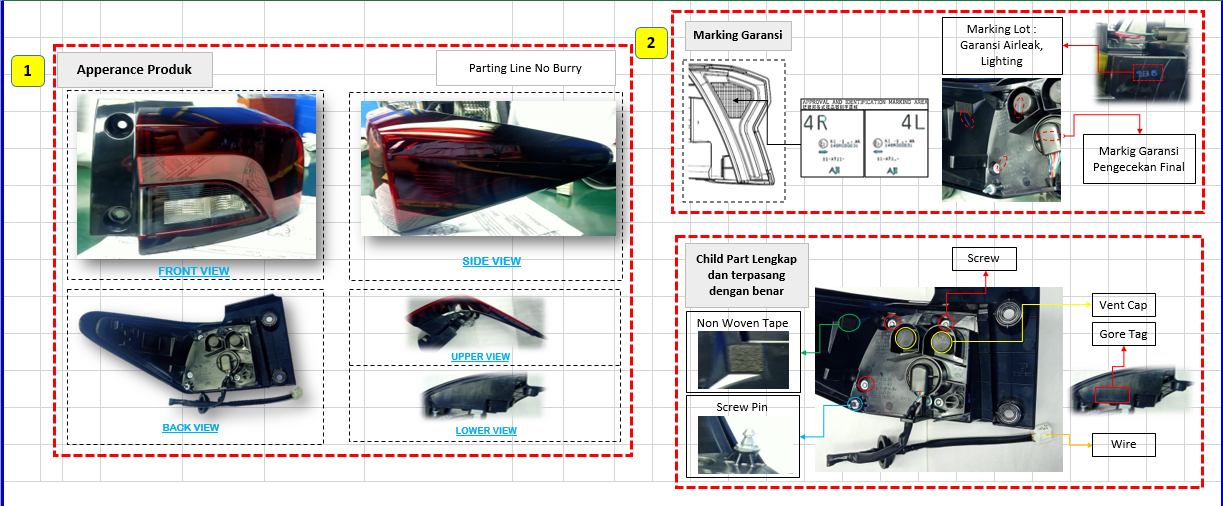 1
Apperance Produk
Parting Line No Burry
FRONT VIEW
SIDE VIEW
BACK VIEW
UPPER VIEW
LOWER VIEW
2
Marking Garansi
Marking Lot :
Garansi Airleak,
Lighting
APPROVAL AND IDENTIFICATION MARKING AREA
4R
4L
Markig Garansi
Pengecekan Final
Child Part Lengkap
dan terpasang
dengan benar
Screw
Vent Cap
Gore Tag
Wire
Non Woven Tape
Screw Pin